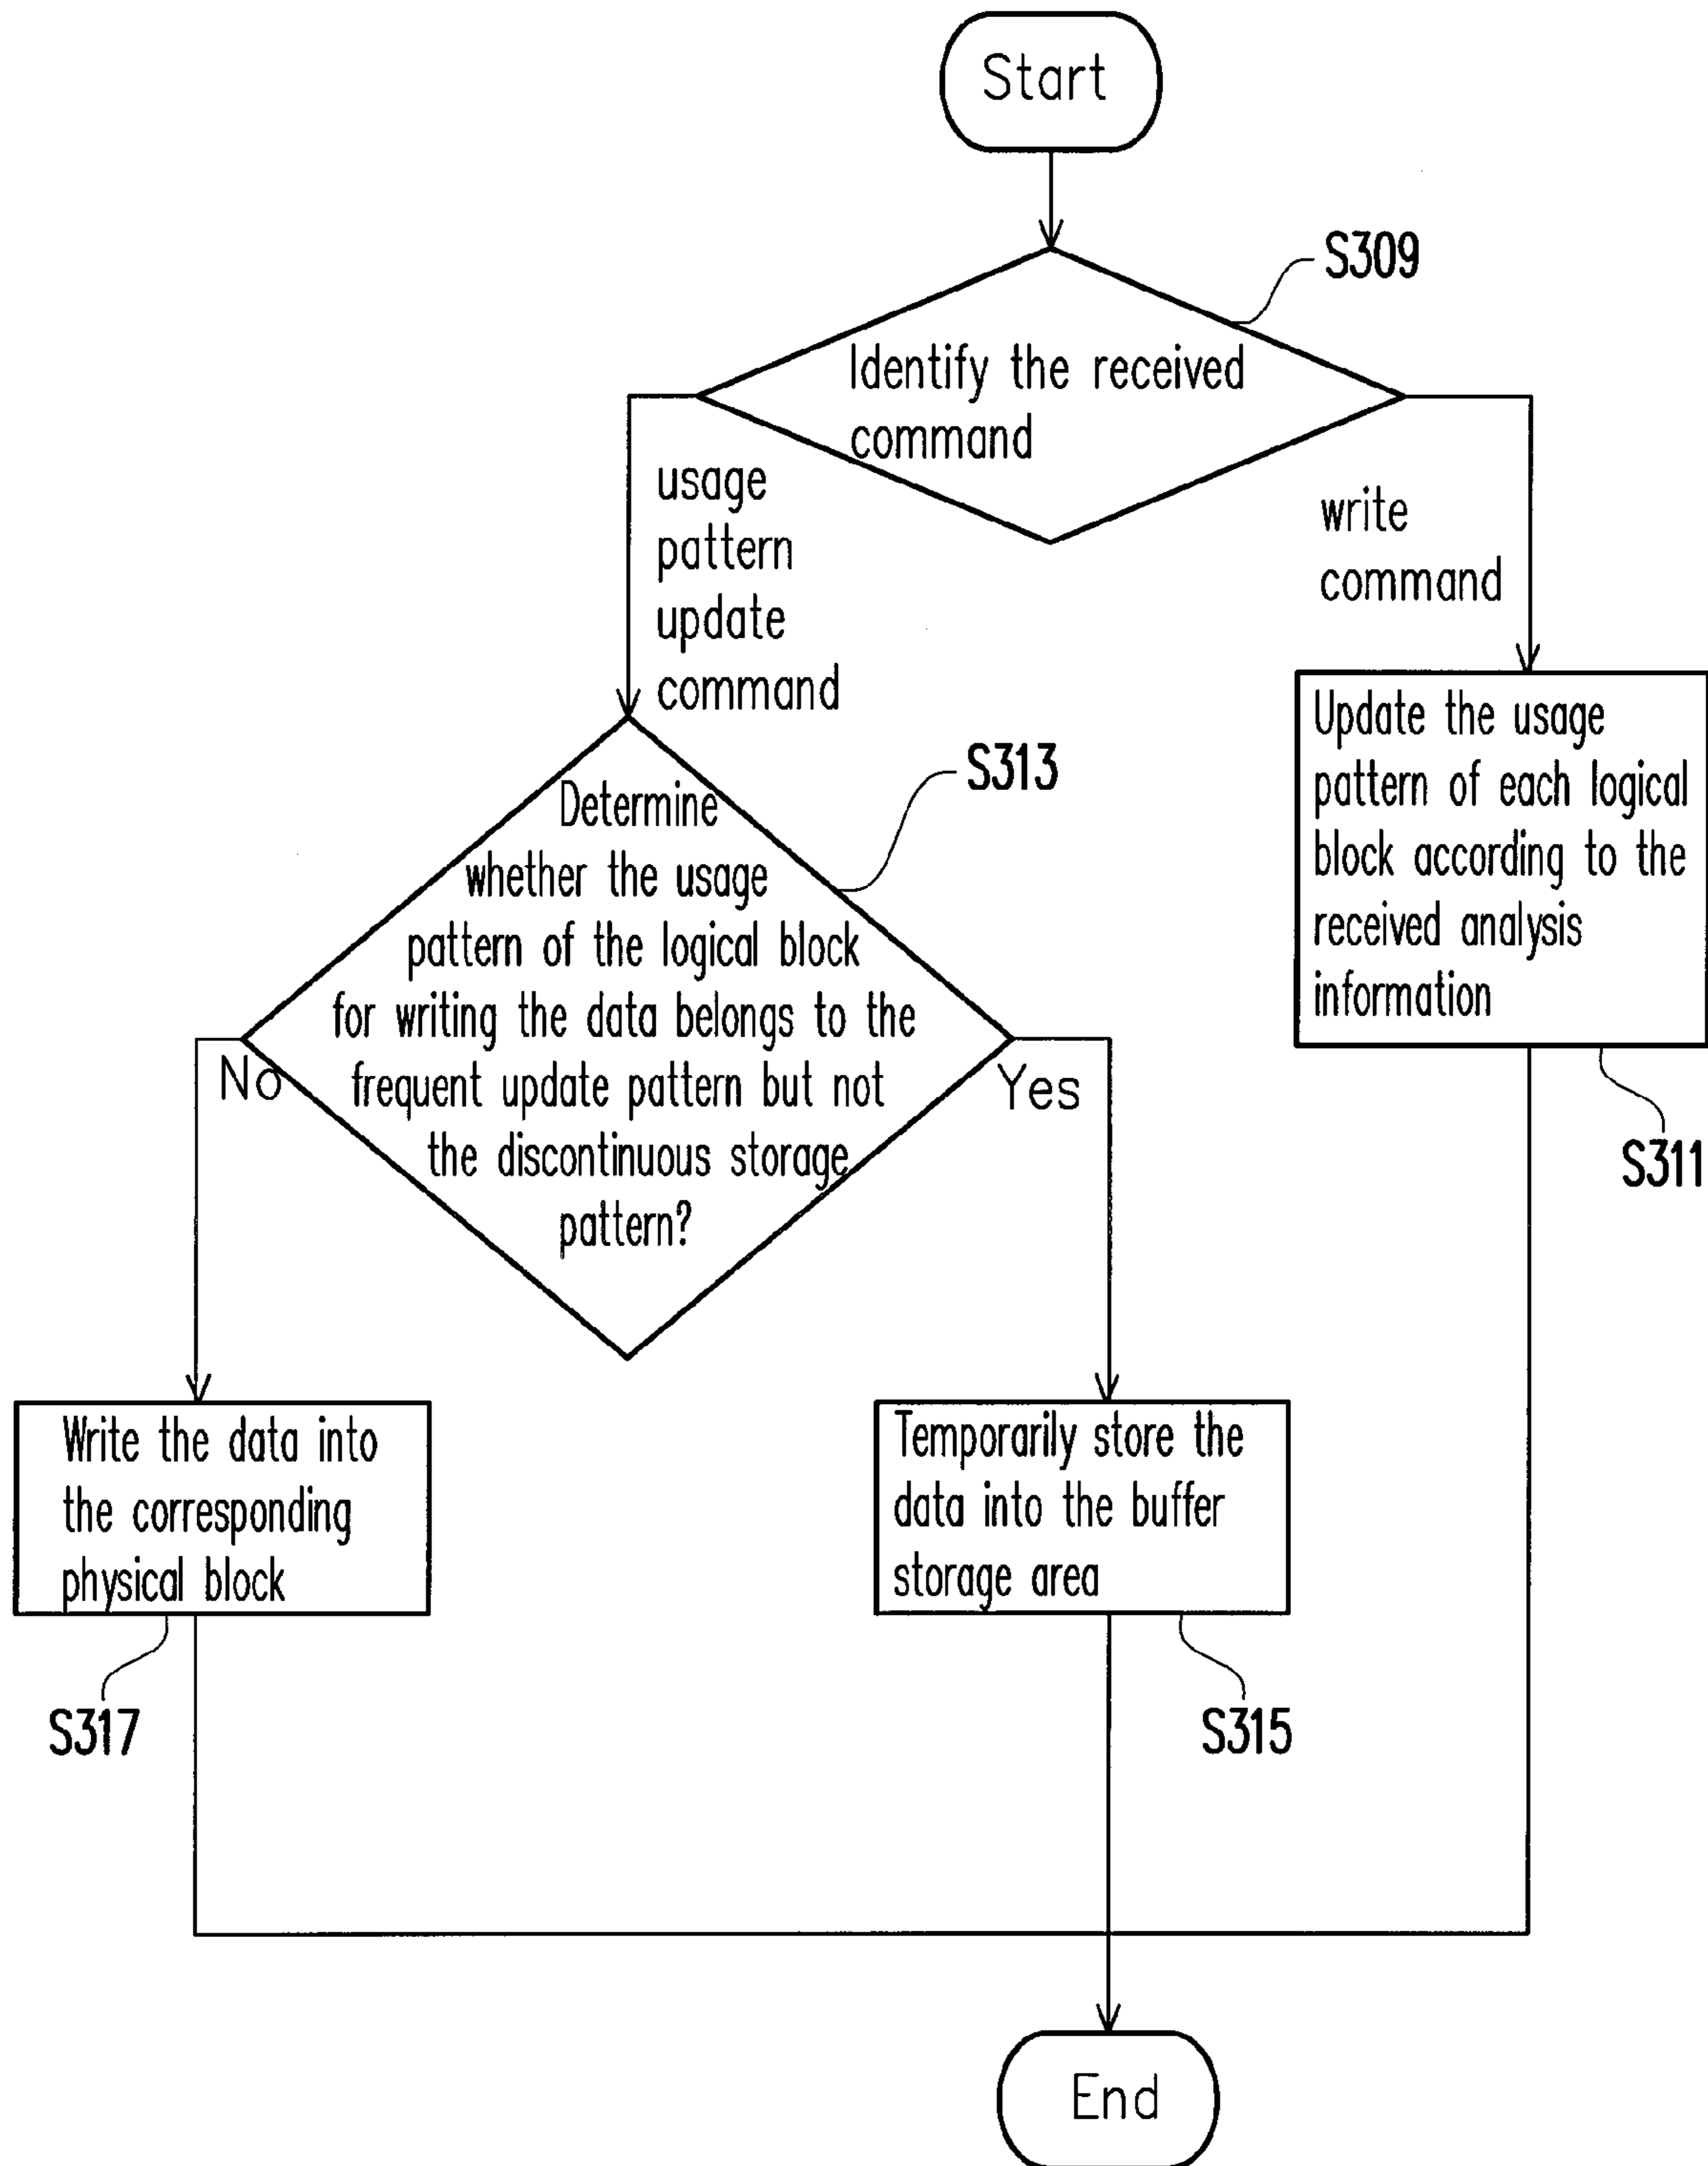 Start
S309
Identify the received
command
usage
pattern
update
command
write
command
S313
Determine
whether the usage
pattern of the logical block
for writing the data belongs to the
frequent update pattern but not
the discontinuous storage
pattern?
No
Yes
Update the usage
pattern of each logical
block according to the
received analysis
information
S311
Write the data into
the corresponding
physical block
S317
Temporarily store the
data into the buffer
storage area
S315
End